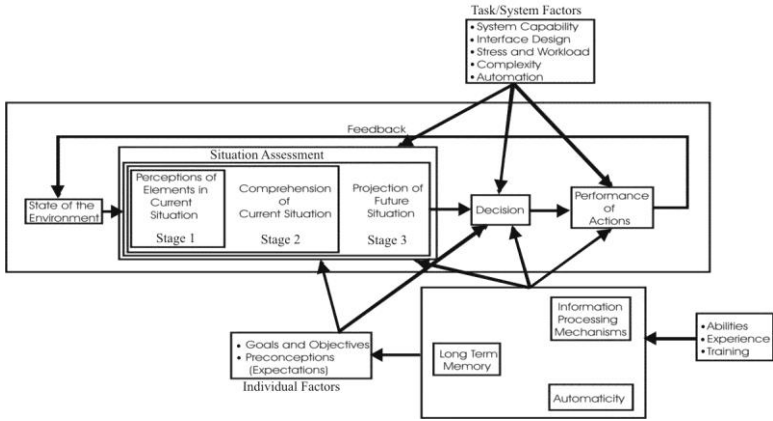 Task/System Factors
• System Capability
• Interface Design
• Stress and Workload
• Complexity
• Automation
Feedback
Situation Assessment
Perceptions of
Elements in
Current
Situation
Stage 1
Comprehension
of
Current Situation
Stage 2
Projection of
Future
Situation
Stage 3
State of the
Environment
Decision
Performance
of
Actions
• Goals and Objectives
• Preconceptions
(Expectations)
Individual Factors
Long Term
Memory
Information
Processing
Mechanisms
Automaticity
• Abilities
• Experience
• Training